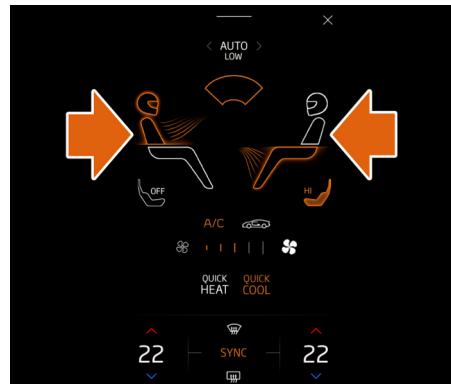 AUTO
LOW
OFF
HI
A/C
QUICK
HEAT
QUICK
COOL
22
SYNC
22